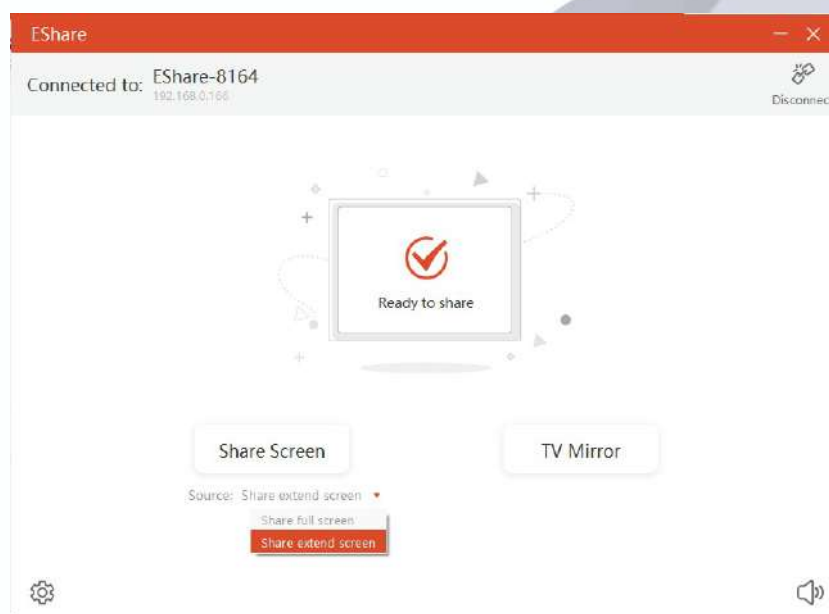 EShare
Connected to: EShare-8164
192.168.0.166
Disconnec
Ready to share
Share Screen
TV Mirror
Source: Share extend screen
Share full screen
Share extend screen